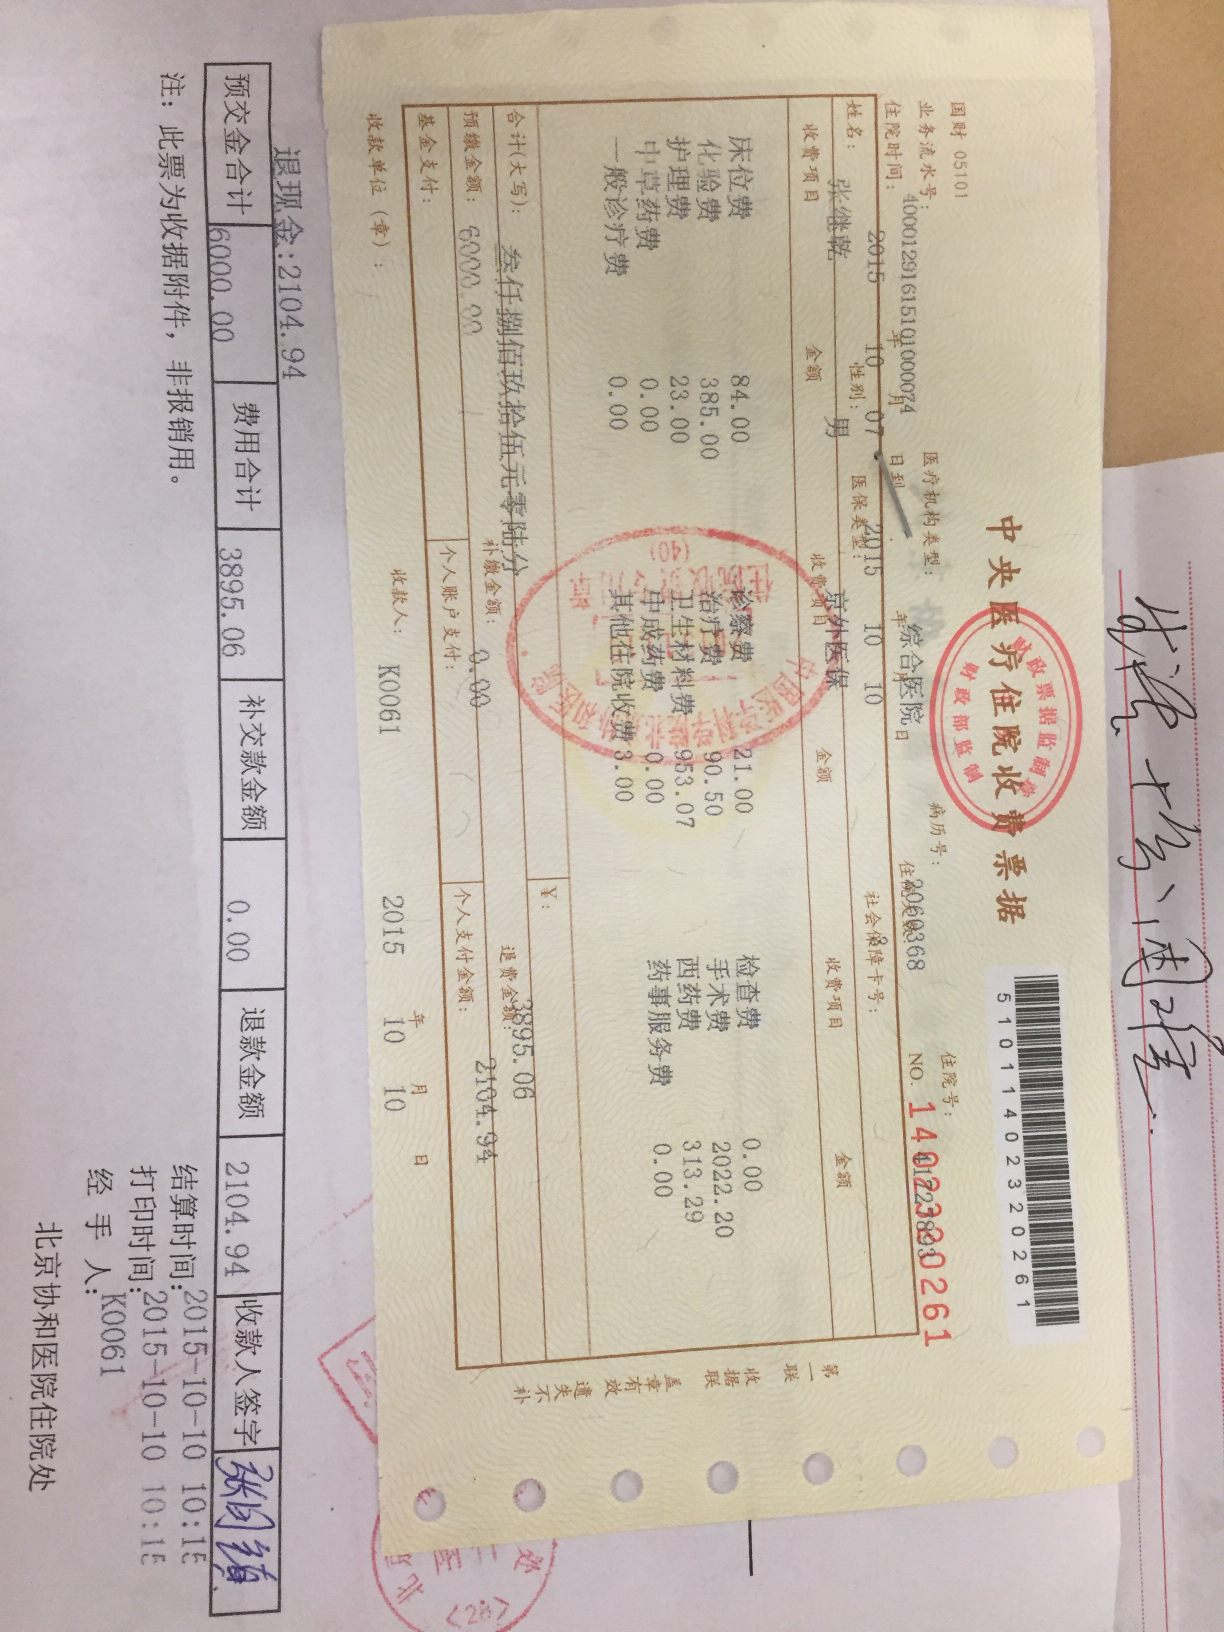 中央医疗住院收费票据
5101140232 0261
国财 05101
NO. 1402320261
业务流水号：40001291615101000074 医疗机构类型：综合医院 病历号：2060368 住院号：
住院时间：2015 年 10 月 07 日到 2015 年 10 月 10 日 住院天数：3
姓名：张继乾 性别：男 医保类型：京外医保 社会保障卡号：
收费项目 金额 收费项目 金额 收费项目 金额
床位费 84.00 诊察费 21.00 检查费 0.00
化验费 385.00 治疗费 90.50 手术费 2022.20
护理费 23.00 卫生材料费 953.07 西药费 313.29
中草药费 0.00 中成药费 0.00 药事服务费 0.00
一般诊疗费 0.00 其他住院收费 3.00
合计(大写)：叁仟捌佰玖拾伍元零陆分 ¥：3895.06
预缴金额：6000.00 补缴金额：0.00 退费金额：2104.94
基金支付： 个人账户支付： 个人支付金额：
收款单位（章）： 收款人：K0061 2015 年 10 月 10 日
第一联 收据联 盖章有效 遗失不补
财政票据监制章
财政部监制
(40)
退现金:2104.94
预交金合计 6000.00 费用合计 3895.06 补交款金额 0.00 退款金额 2104.94 收款人签字
注：此票为收据附件，非报销用。
结算时间:2015-10-10 10:15
打印时间:2015-10-10 10:15
经 手 人:K0061
北京协和医院住院处